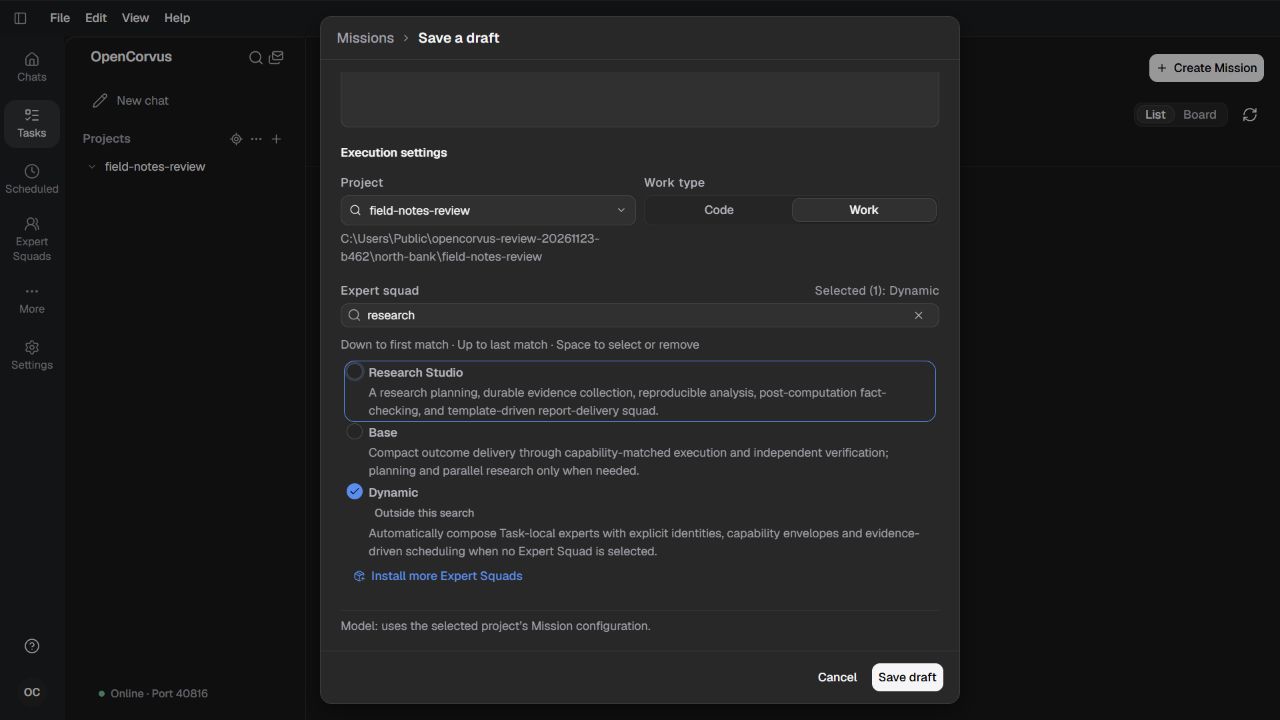 File Edit View Help
Missions › Save a draft
OpenCorvus
Chats
New chat
+ Create Mission
Tasks
Projects
List Board
field-notes-review
Scheduled
Expert
Squads
More
Settings
Execution settings
Project
Work type
field-notes-review
Code
Work
C:\Users\Public\opencorvus-review-20261123-
b462\north-bank\field-notes-review
Expert squad
Selected (1): Dynamic
research
Down to first match · Up to last match · Space to select or remove
Research Studio
A research planning, durable evidence collection, reproducible analysis, post-computation fact-
checking, and template-driven report-delivery squad.
Base
Compact outcome delivery through capability-matched execution and independent verification;
planning and parallel research only when needed.
Dynamic
Outside this search
Automatically compose Task-local experts with explicit identities, capability envelopes and evidence-
driven scheduling when no Expert Squad is selected.
Install more Expert Squads
Model: uses the selected project's Mission configuration.
Cancel
Save draft
OC
Online · Port 40816